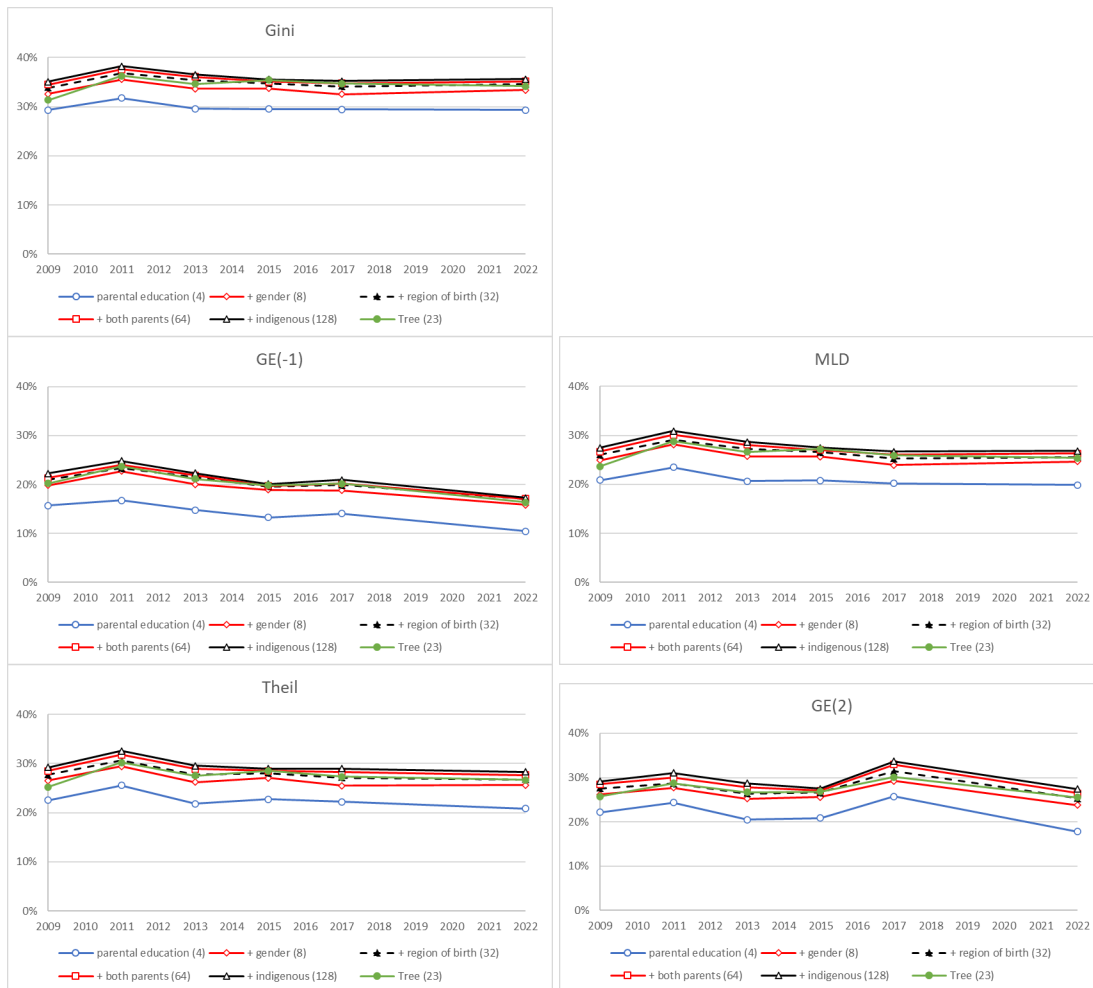 Gini
40%
30%
20%
10%
0%
2009 2010 2011 2012 2013 2014 2015 2016 2017 2018 2019 2020 2021 2022
parental education (4) + gender (8) + region of birth (32)
+ both parents (64) + indigenous (128) Tree (23)
GE(-1)
40%
30%
20%
10%
0%
2009 2010 2011 2012 2013 2014 2015 2016 2017 2018 2019 2020 2021 2022
parental education (4) + gender (8) + region of birth (32)
+ both parents (64) + indigenous (128) Tree (23)
MLD
40%
30%
20%
10%
0%
2009 2010 2011 2012 2013 2014 2015 2016 2017 2018 2019 2020 2021 2022
parental education (4) + gender (8) + region of birth (32)
+ both parents (64) + indigenous (128) Tree (23)
Theil
40%
30%
20%
10%
0%
2009 2010 2011 2012 2013 2014 2015 2016 2017 2018 2019 2020 2021 2022
parental education (4) + gender (8) + region of birth (32)
+ both parents (64) + indigenous (128) Tree (23)
GE(2)
40%
30%
20%
10%
0%
2009 2010 2011 2012 2013 2014 2015 2016 2017 2018 2019 2020 2021 2022
parental education (4) + gender (8) + region of birth (32)
+ both parents (64) + indigenous (128) Tree (23)